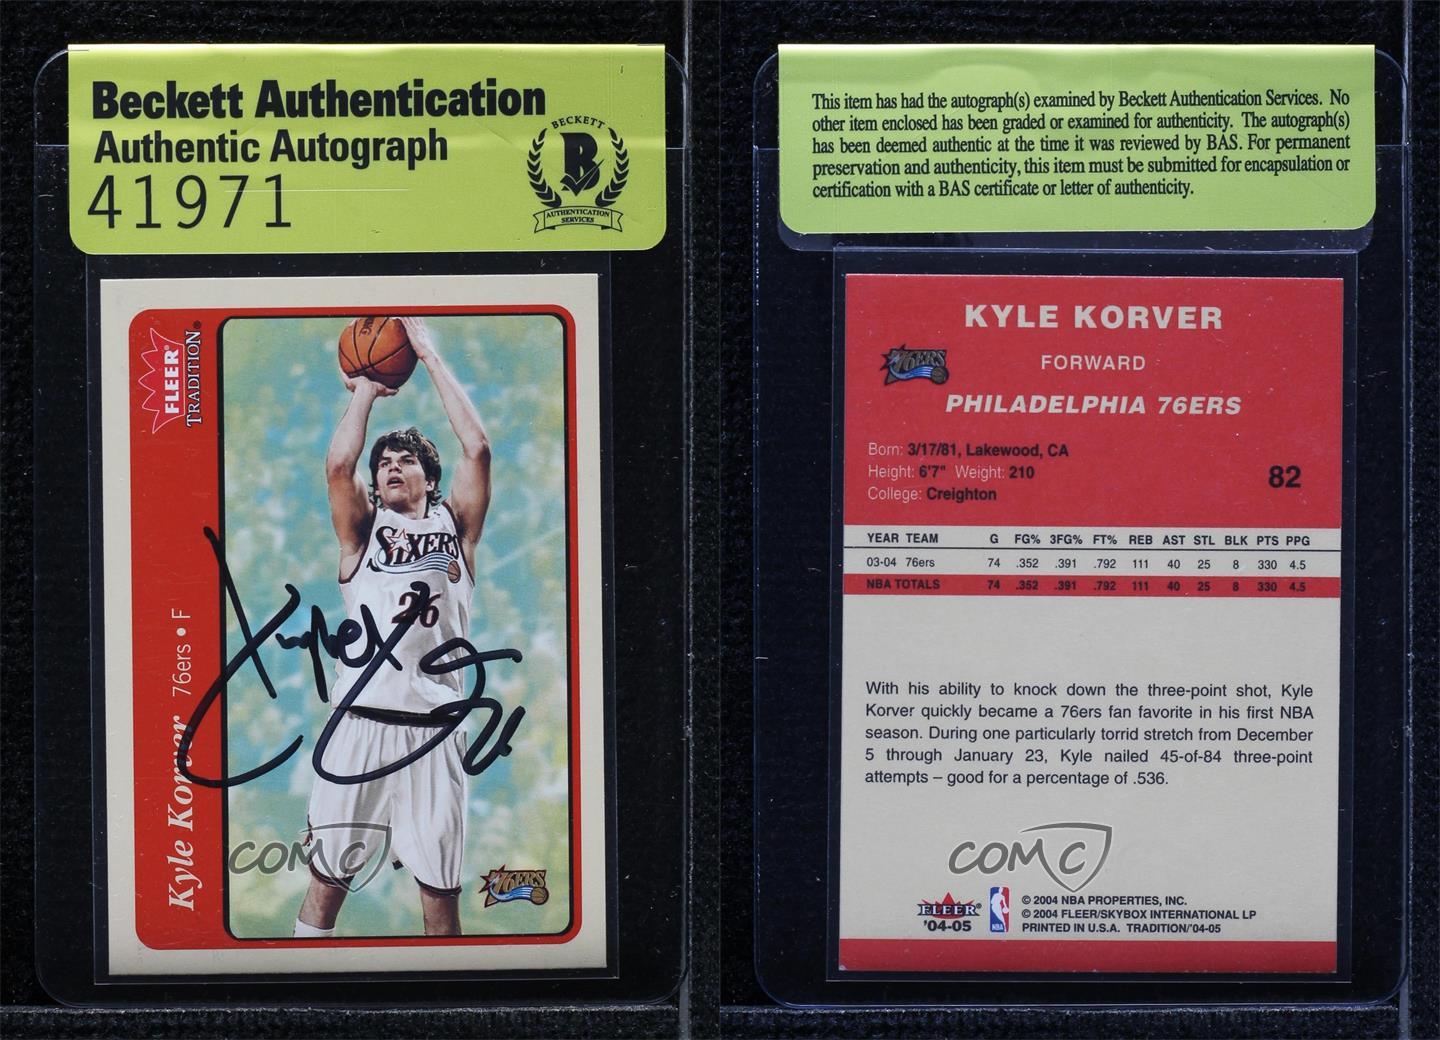 Beckett Authentication
Authentic Autograph
41971
BECKETT
B
AUTHENTICATION
SERVICES
FLEER
TRADITION®
Kyle Korver 76ers • F
SIXERS
26
76ERS
COMC
This item has had the autograph(s) examined by Beckett Authentication Services. No
other item enclosed has been graded or examined for authenticity. The autograph(s)
has been deemed authentic at the time it was reviewed by BAS. For permanent
preservation and authenticity, this item must be submitted for encapsulation or
certification with a BAS certificate or letter of authenticity.
KYLE KORVER
76ERS
FORWARD
PHILADELPHIA 76ERS
Born: 3/17/81, Lakewood, CA
Height: 6'7" Weight: 210
College: Creighton
82
YEAR TEAM G FG% 3FG% FT% REB AST STL BLK PTS PPG
03-04 76ers 74 .352 .391 .792 111 40 25 8 330 4.5
NBA TOTALS 74 .352 .391 .792 111 40 25 8 330 4.5
With his ability to knock down the three-point shot, Kyle
Korver quickly became a 76ers fan favorite in his first NBA
season. During one particularly torrid stretch from December
5 through January 23, Kyle nailed 45-of-84 three-point
attempts – good for a percentage of .536.
COMC
FLEER®
'04-05
NBA
© 2004 NBA PROPERTIES, INC.
© 2004 FLEER/SKYBOX INTERNATIONAL LP
PRINTED IN U.S.A. TRADITION/'04-05